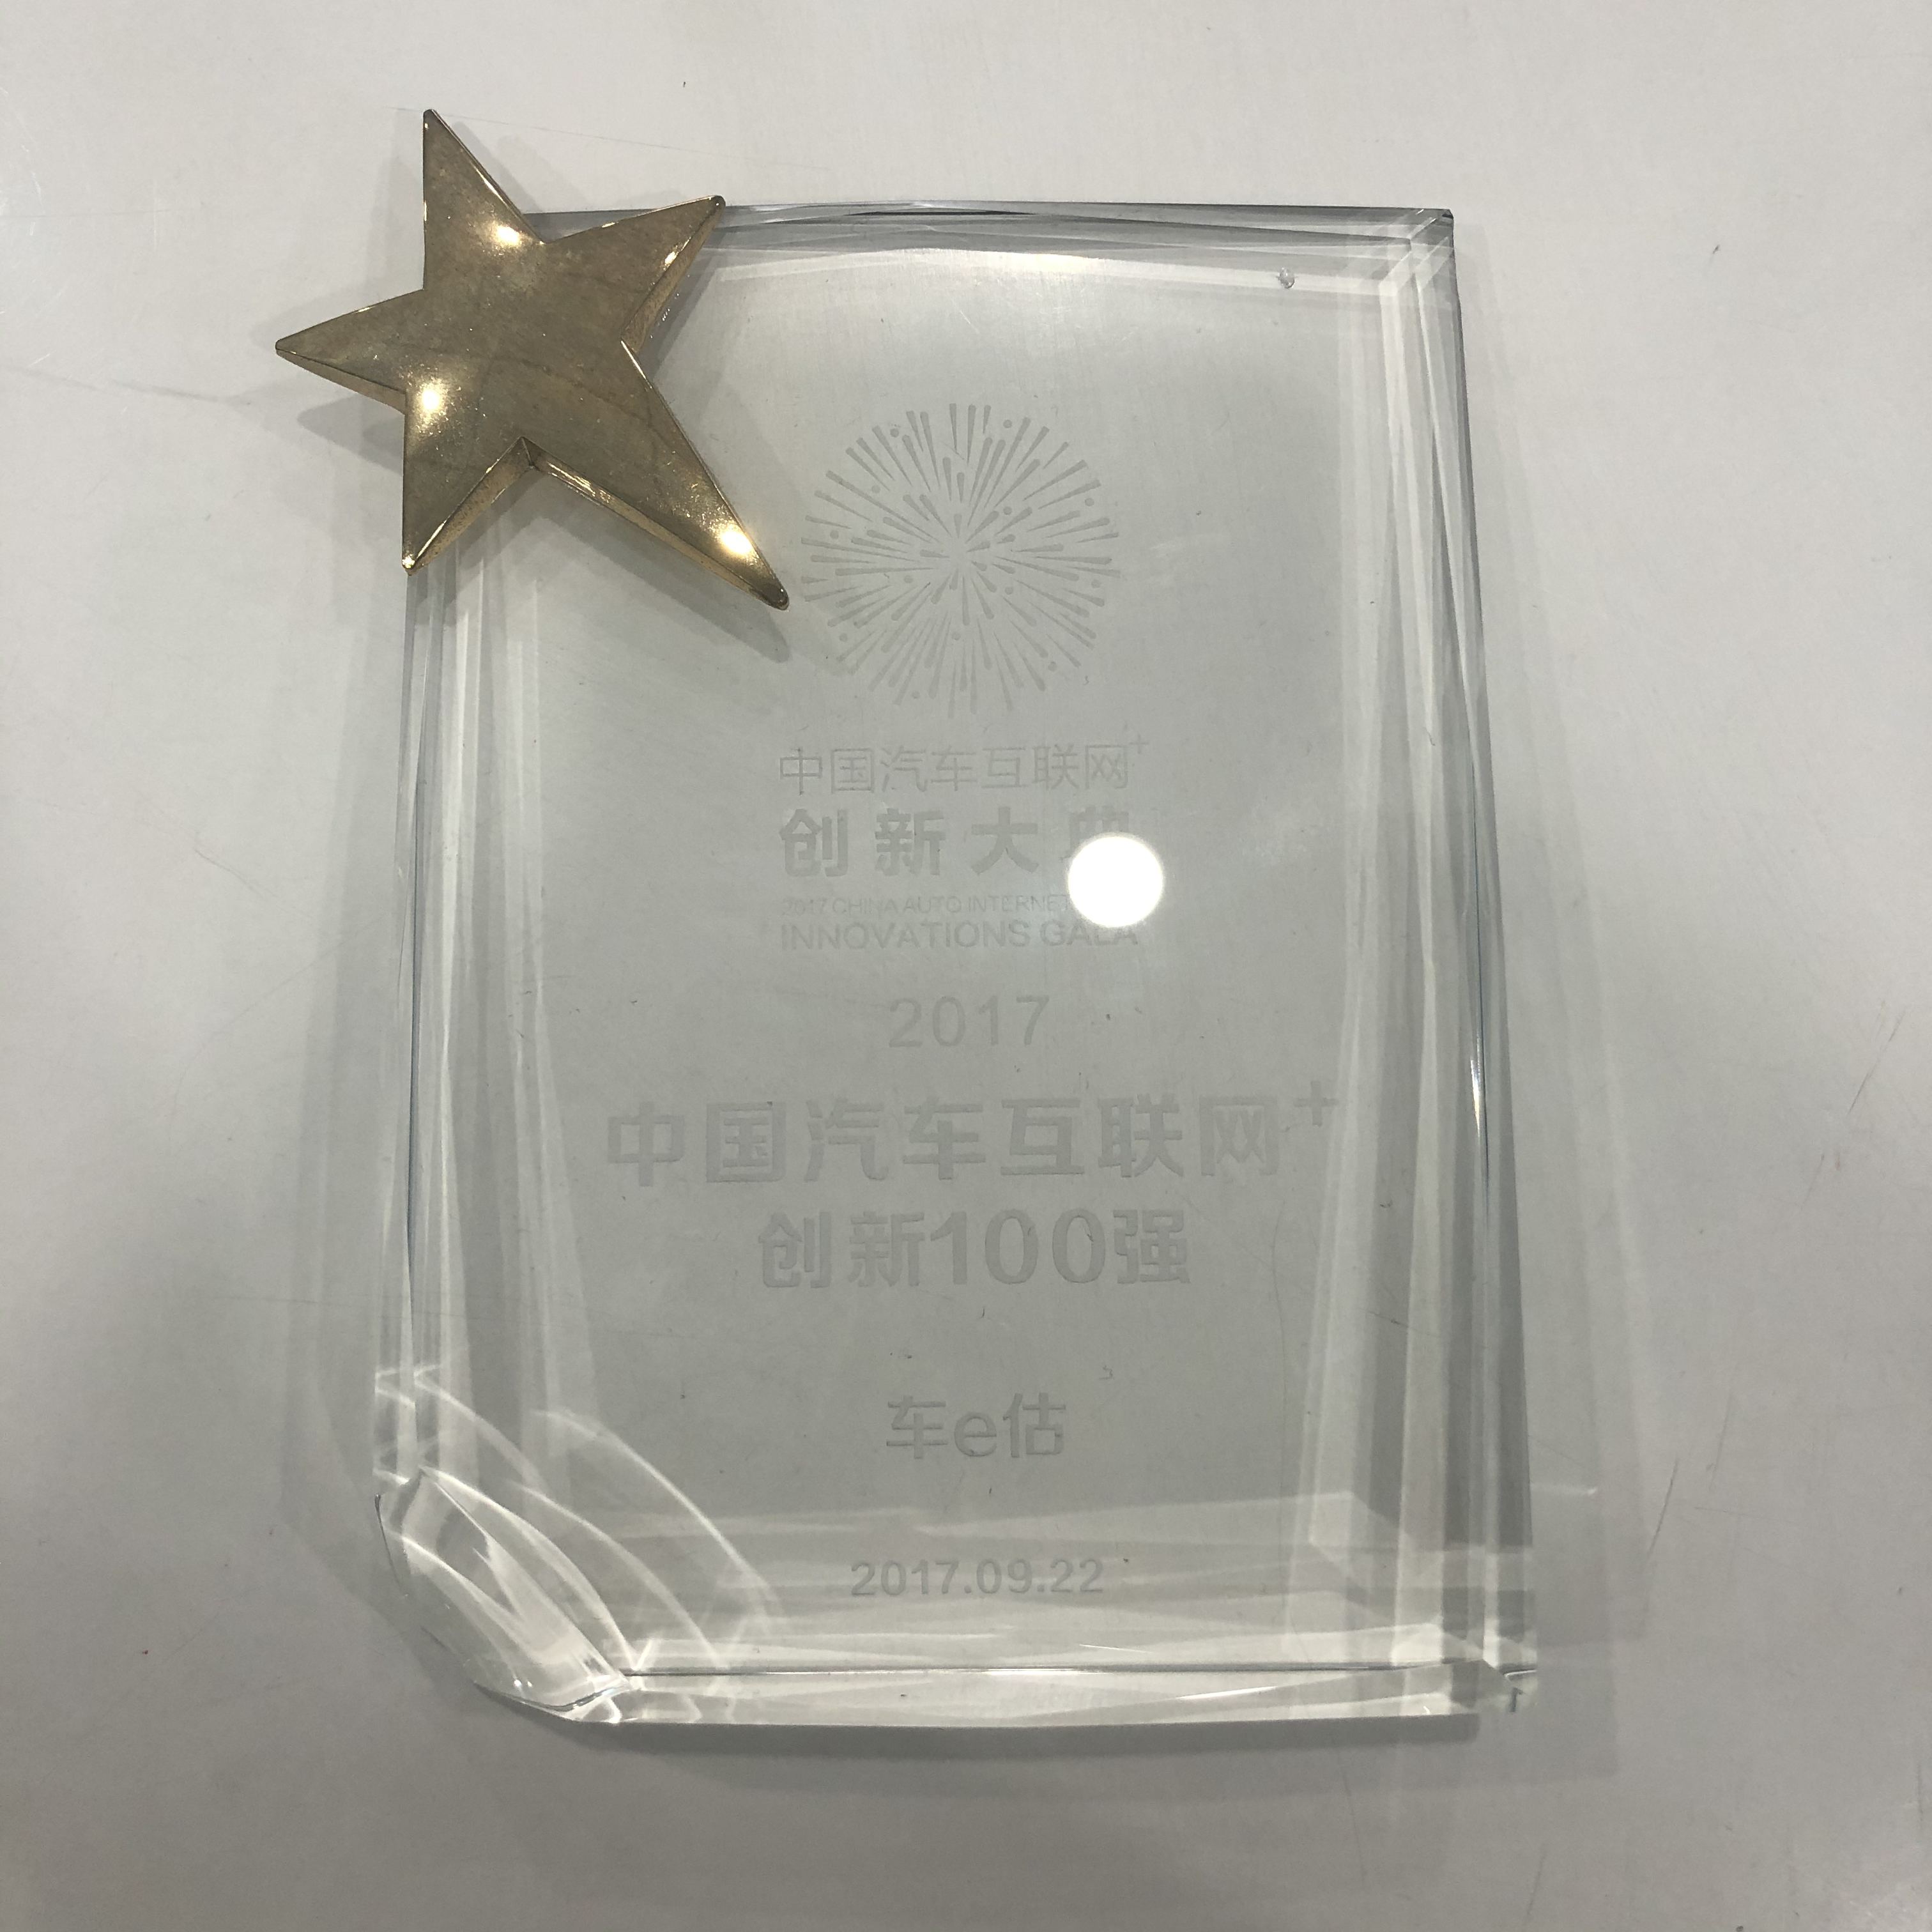 中国汽车互联网+
创新大典
2017 CHINA AUTO INTERNET
INNOVATIONS GALA
2017
中国汽车互联网+
创新100强
车e估
2017.09.22